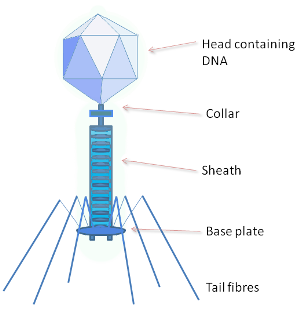 Head containing
DNA
Collar
Sheath
Base plate
Tail fibres